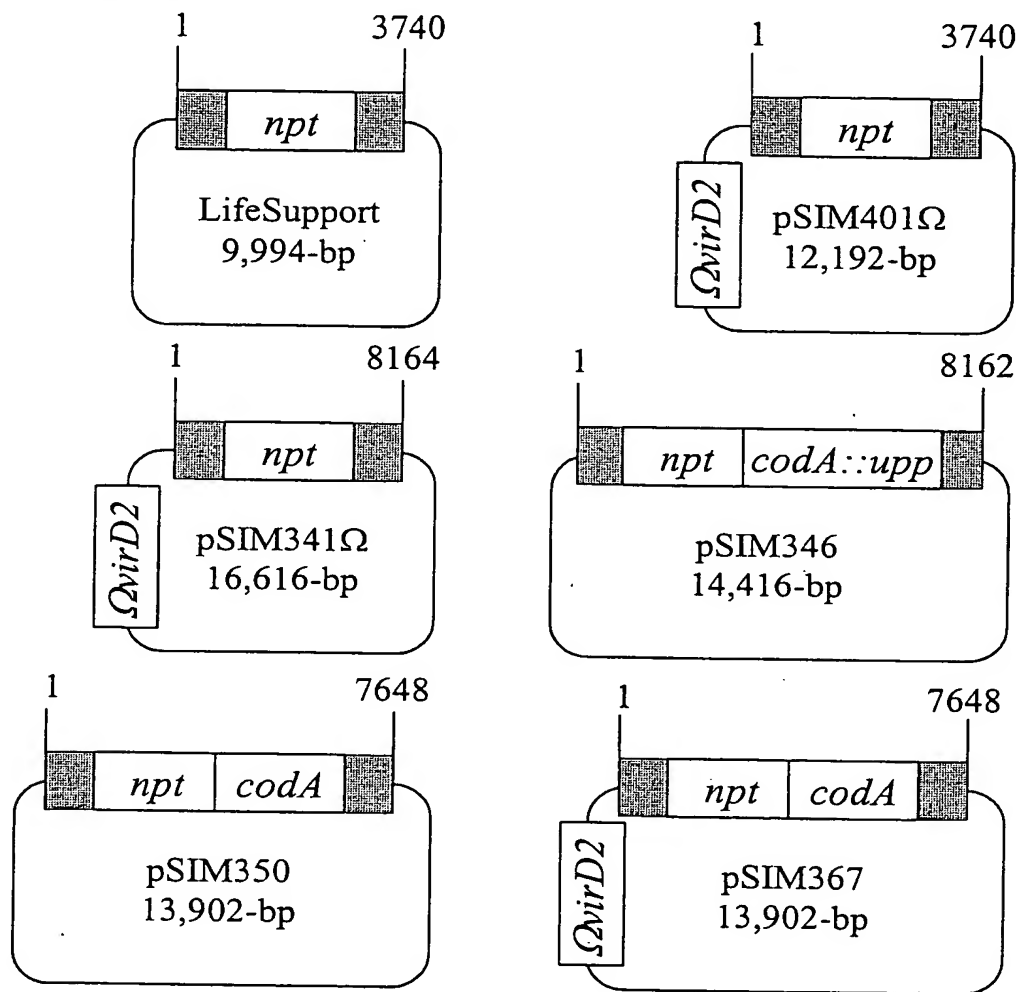 1 3740
npt
LifeSupport
9,994-bp
1 3740
npt
ΩvirD2
pSIM401Ω
12,192-bp
1 8164
npt
ΩvirD2
pSIM341Ω
16,616-bp
1 8162
npt codA::upp
pSIM346
14,416-bp
1 7648
npt codA
pSIM350
13,902-bp
1 7648
npt codA
ΩvirD2
pSIM367
13,902-bp